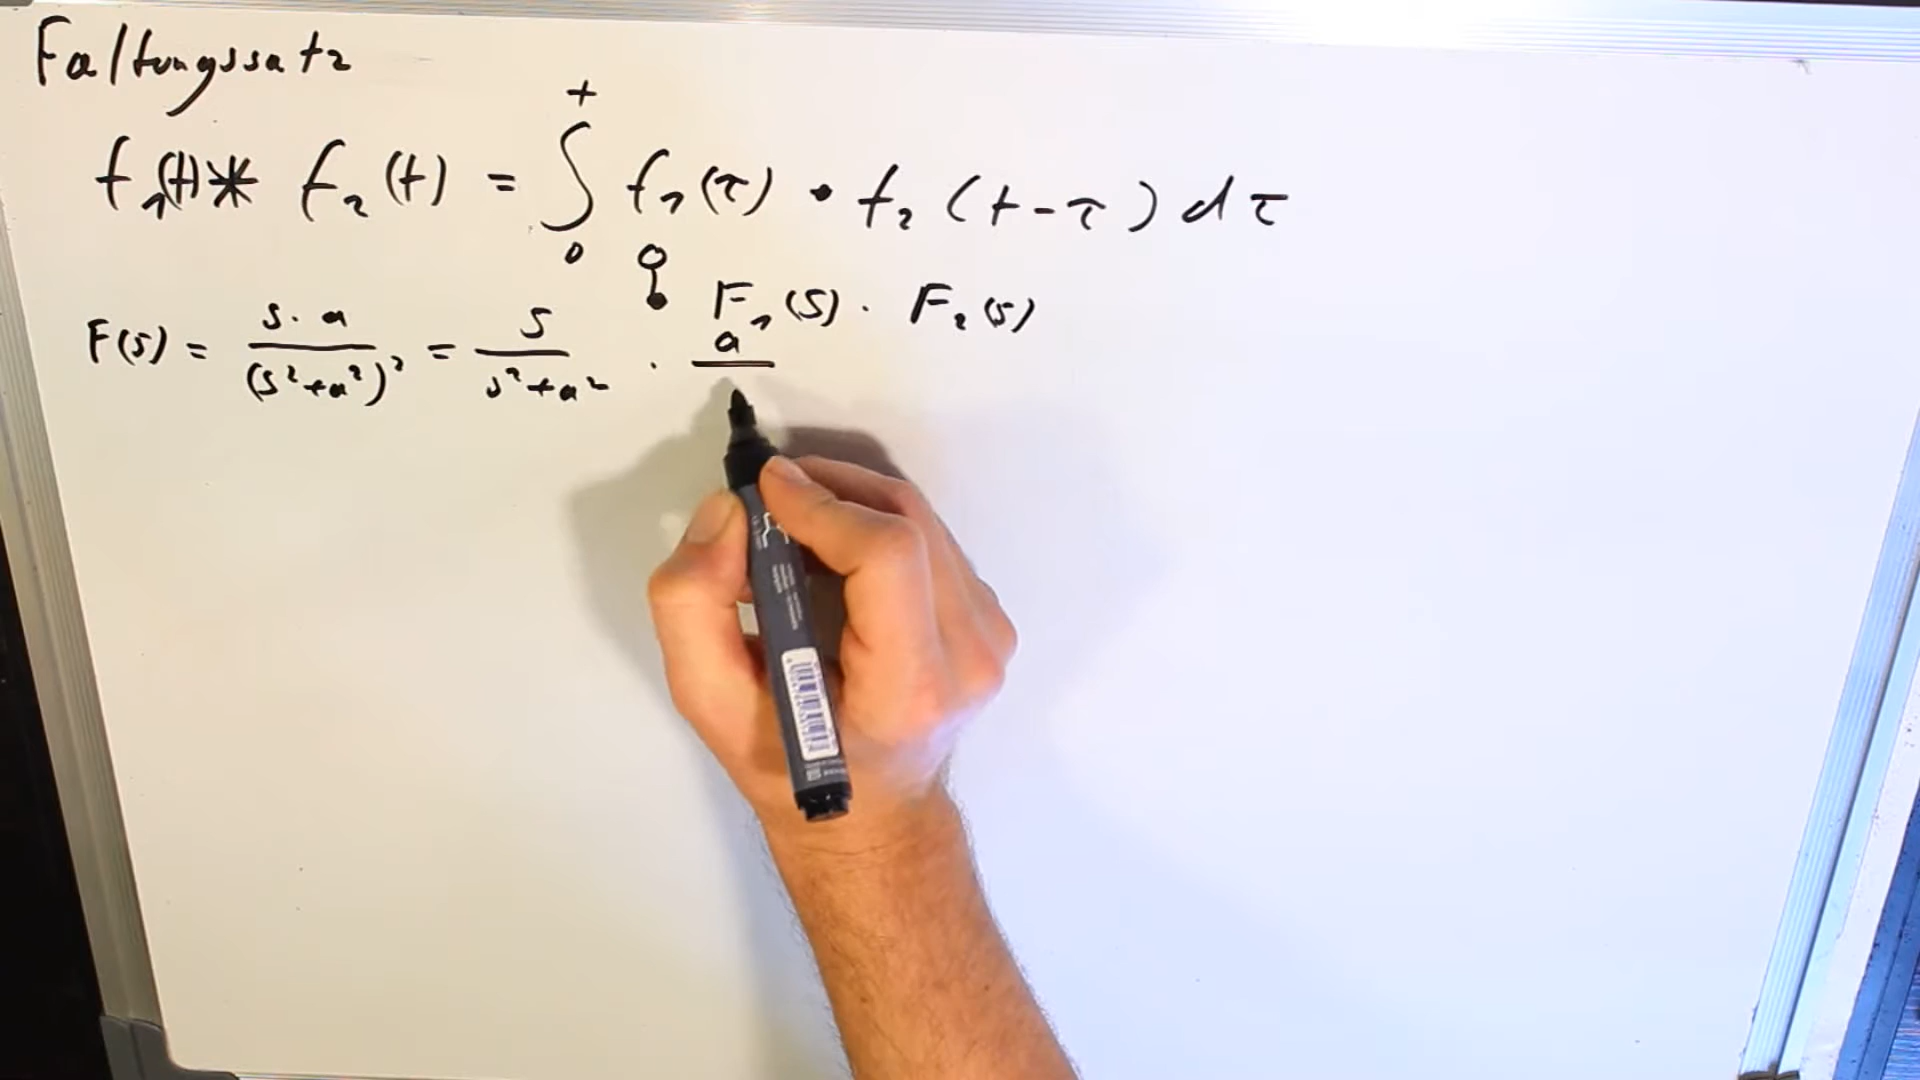 Faltungssatz
f₁(t) * f₂(t) = ∫₀ᵗ f₁(τ) · f₂(t-τ) dτ
F₁(s) · F₂(s)
F(s) = s·a / (s²+a²)² = s / s²+a² · a /